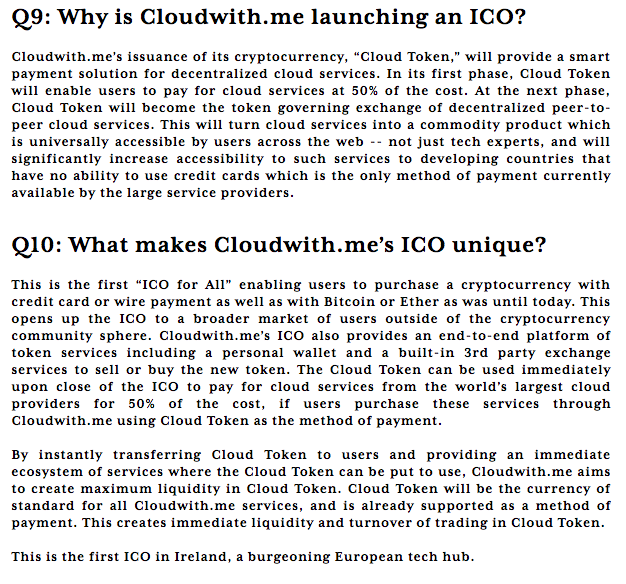 Q9: Why is Cloudwith.me launching an ICO?
Cloudwith.me's issuance of its cryptocurrency, "Cloud Token," will provide a smart
payment solution for decentralized cloud services. In its first phase, Cloud Token
will enable users to pay for cloud services at 50% of the cost. At the next phase,
Cloud Token will become the token governing exchange of decentralized peer-to-
peer cloud services. This will turn cloud services into a commodity product which
is universally accessible by users across the web -- not just tech experts, and will
significantly increase accessibility to such services to developing countries that
have no ability to use credit cards which is the only method of payment currently
available by the large service providers.
Q10: What makes Cloudwith.me's ICO unique?
This is the first "ICO for All" enabling users to purchase a cryptocurrency with
credit card or wire payment as well as with Bitcoin or Ether as was until today. This
opens up the ICO to a broader market of users outside of the cryptocurrency
community sphere. Cloudwith.me's ICO also provides an end-to-end platform of
token services including a personal wallet and a built-in 3rd party exchange
services to sell or buy the new token. The Cloud Token can be used immediately
upon close of the ICO to pay for cloud services from the world's largest cloud
providers for 50% of the cost, if users purchase these services through
Cloudwith.me using Cloud Token as the method of payment.
By instantly transferring Cloud Token to users and providing an immediate
ecosystem of services where the Cloud Token can be put to use, Cloudwith.me aims
to create maximum liquidity in Cloud Token. Cloud Token will be the currency of
standard for all Cloudwith.me services, and is already supported as a method of
payment. This creates immediate liquidity and turnover of trading in Cloud Token.
This is the first ICO in Ireland, a burgeoning European tech hub.